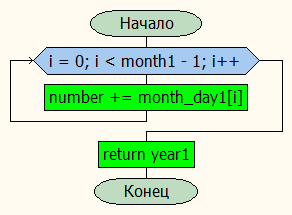 Начало
i = 0; i < month1 - 1; i++
number += month_day1[i]
return year1
Конец